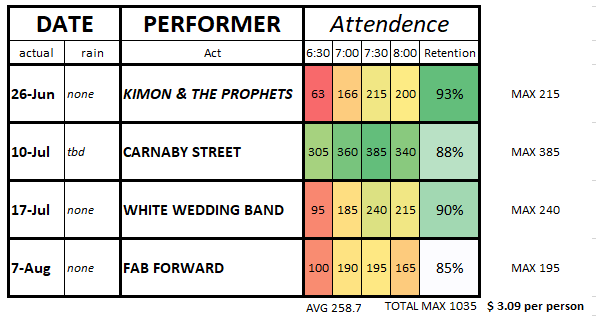 DATE PERFORMER Attendence
actual rain Act 6:30 7:00 7:30 8:00 Retention
26-Jun none KIMON & THE PROPHETS 63 166 215 200 93% MAX 215
10-Jul tbd CARNABY STREET 305 360 385 340 88% MAX 385
17-Jul none WHITE WEDDING BAND 95 185 240 215 90% MAX 240
7-Aug none FAB FORWARD 100 190 195 165 85% MAX 195
AVG 258.7 TOTAL MAX 1035 $ 3.09 per person